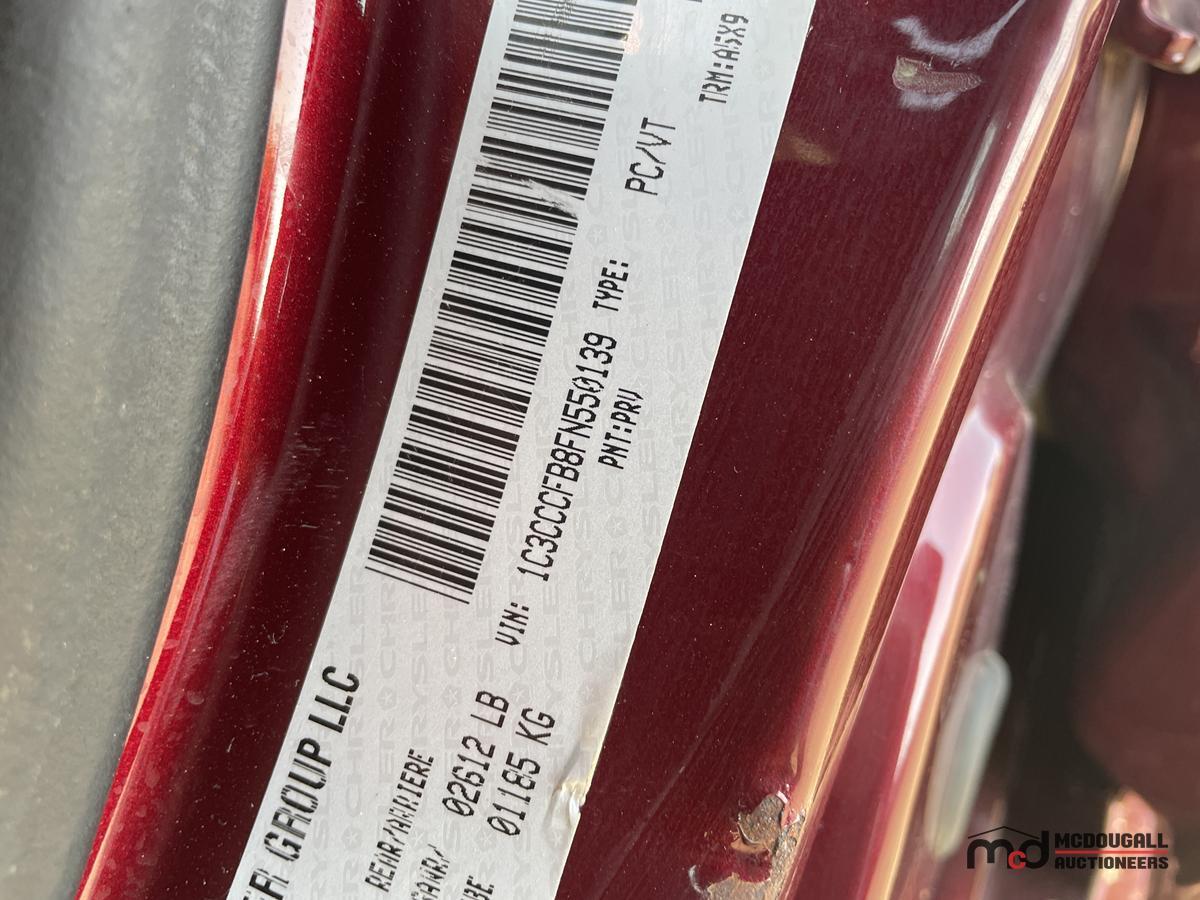 GROUP LLC
REAR/ARRIERE
02612 LB
01185 KG
VIN: 1C3CCCFB8FN550139 TYPE: PC/VT
PNT:PRV
TRM:A5X9
MCDOUGALL
AUCTIONEERS
mcd